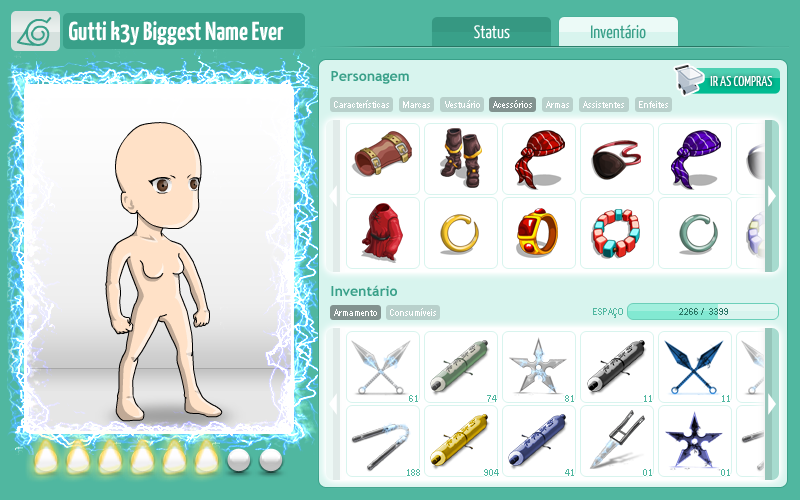 Gutti k3y Biggest Name Ever
Status
Inventário
Personagem
IR AS COMPRAS
Características
Marcas
Vestuário
Acessórios
Armas
Assistentes
Enfeites
Inventário
Armamento
Consumíveis
ESPAÇO
2266 / 3399
61
74
81
11
11
188
904
41
01
01